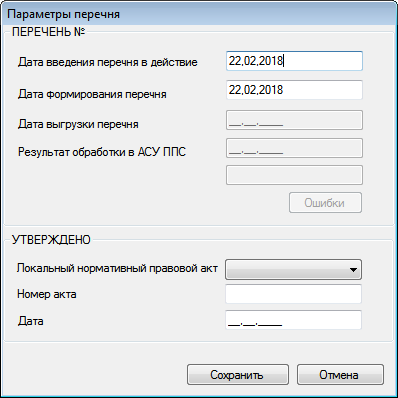 Параметры перечня
ПЕРЕЧЕНЬ №
Дата введения перечня в действие 22,02,2018
Дата формирования перечня 22,02,2018
Дата выгрузки перечня __.__.____
Результат обработки в АСУ ППС __.__.____
Ошибки
УТВЕРЖДЕНО
Локальный нормативный правовой акт
Номер акта
Дата __.__.____
Сохранить Отмена